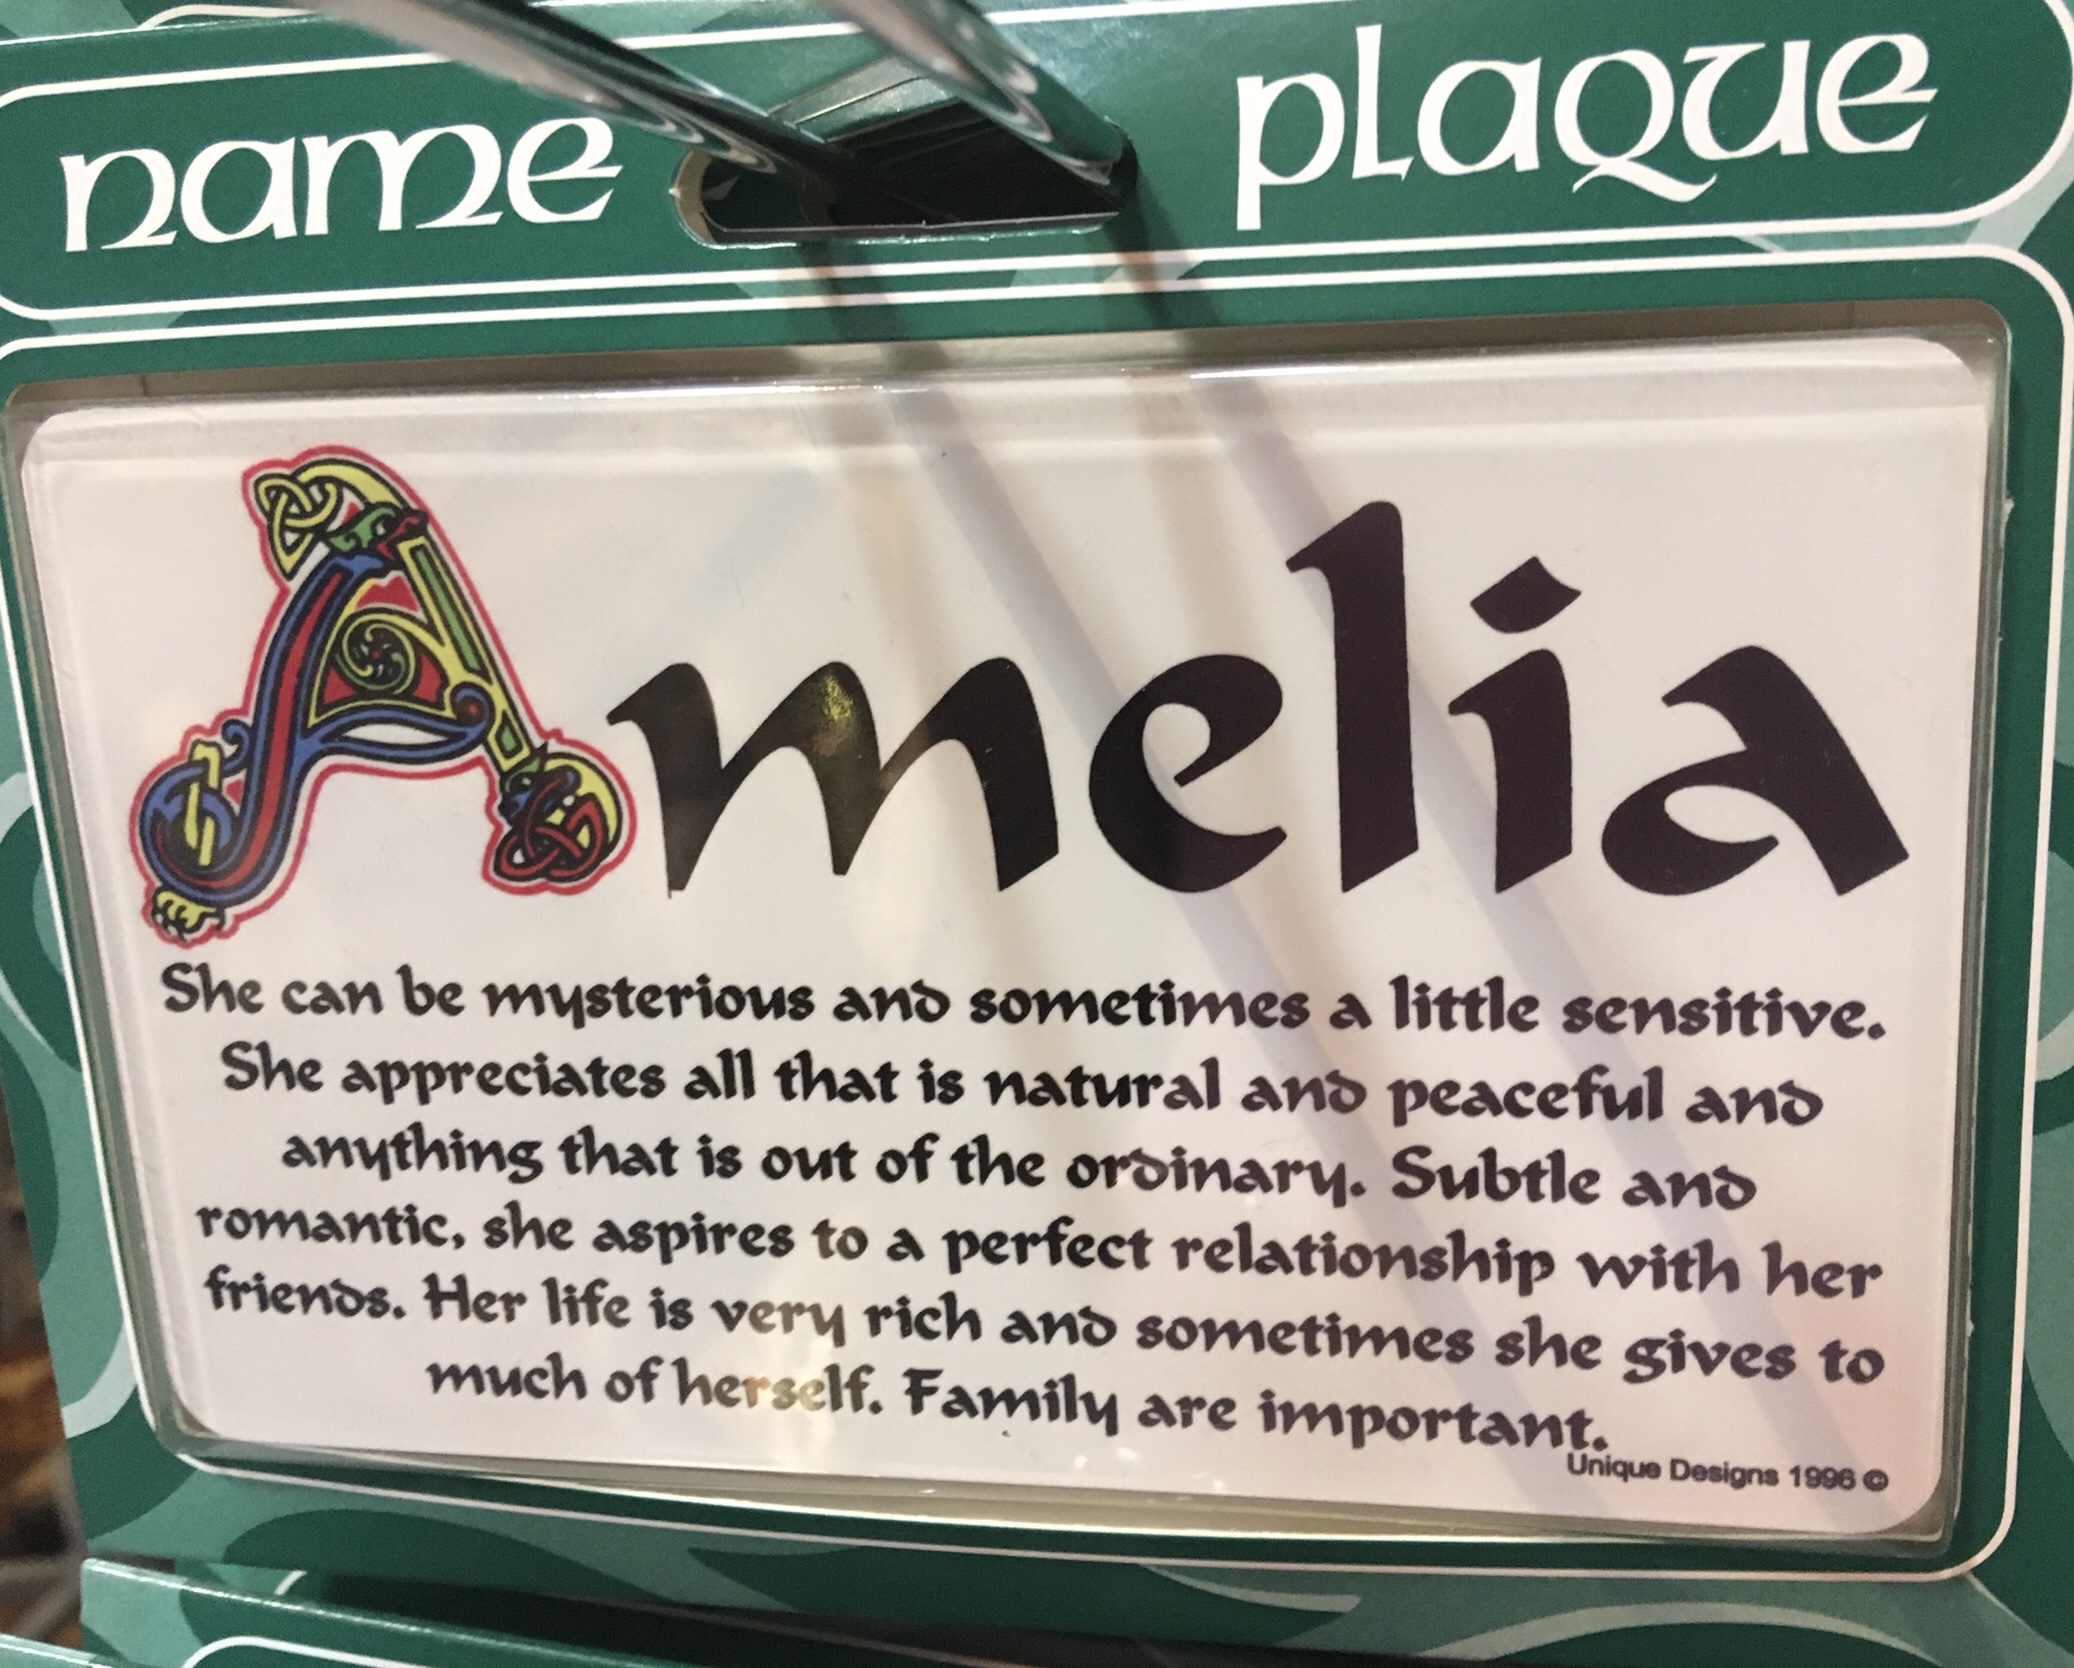 name plaque
Amelia
She can be mysterious and sometimes a little sensitive.
She appreciates all that is natural and peaceful and
anything that is out of the ordinary. Subtle and
romantic, she aspires to a perfect relationship with her
friends. Her life is very rich and sometimes she gives to
much of herself. Family are important.
Unique Designs 1996 ©